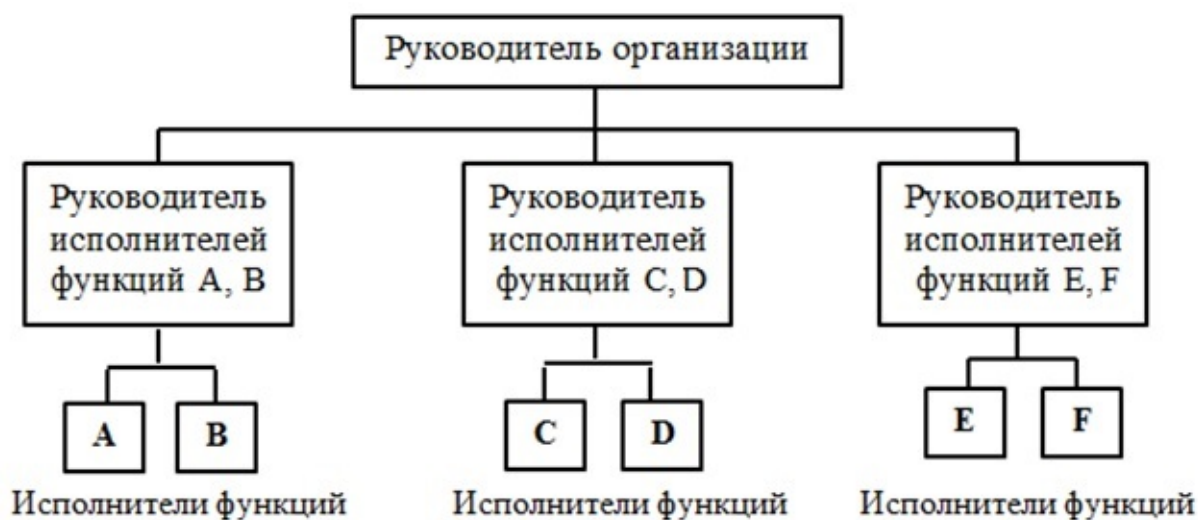 Руководитель организации
Руководитель
исполнителей
функций A, B
Руководитель
исполнителей
функций C, D
Руководитель
исполнителей
функций E, F
A
B
C
D
E
F
Исполнители функций
Исполнители функций
Исполнители функций